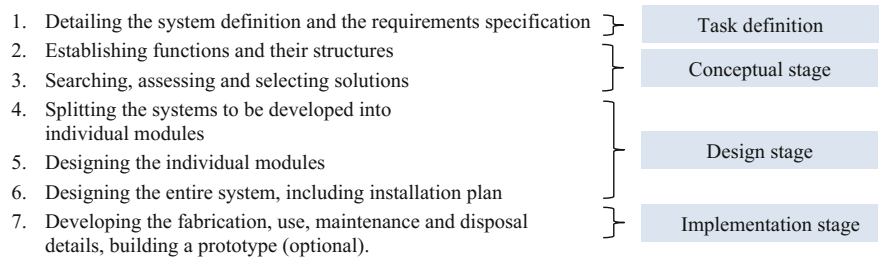 1. Detailing the system definition and the requirements specification
Task definition
2. Establishing functions and their structures
3. Searching, assessing and selecting solutions
Conceptual stage
4. Splitting the systems to be developed into
individual modules
5. Designing the individual modules
6. Designing the entire system, including installation plan
Design stage
7. Developing the fabrication, use, maintenance and disposal
details, building a prototype (optional).
Implementation stage